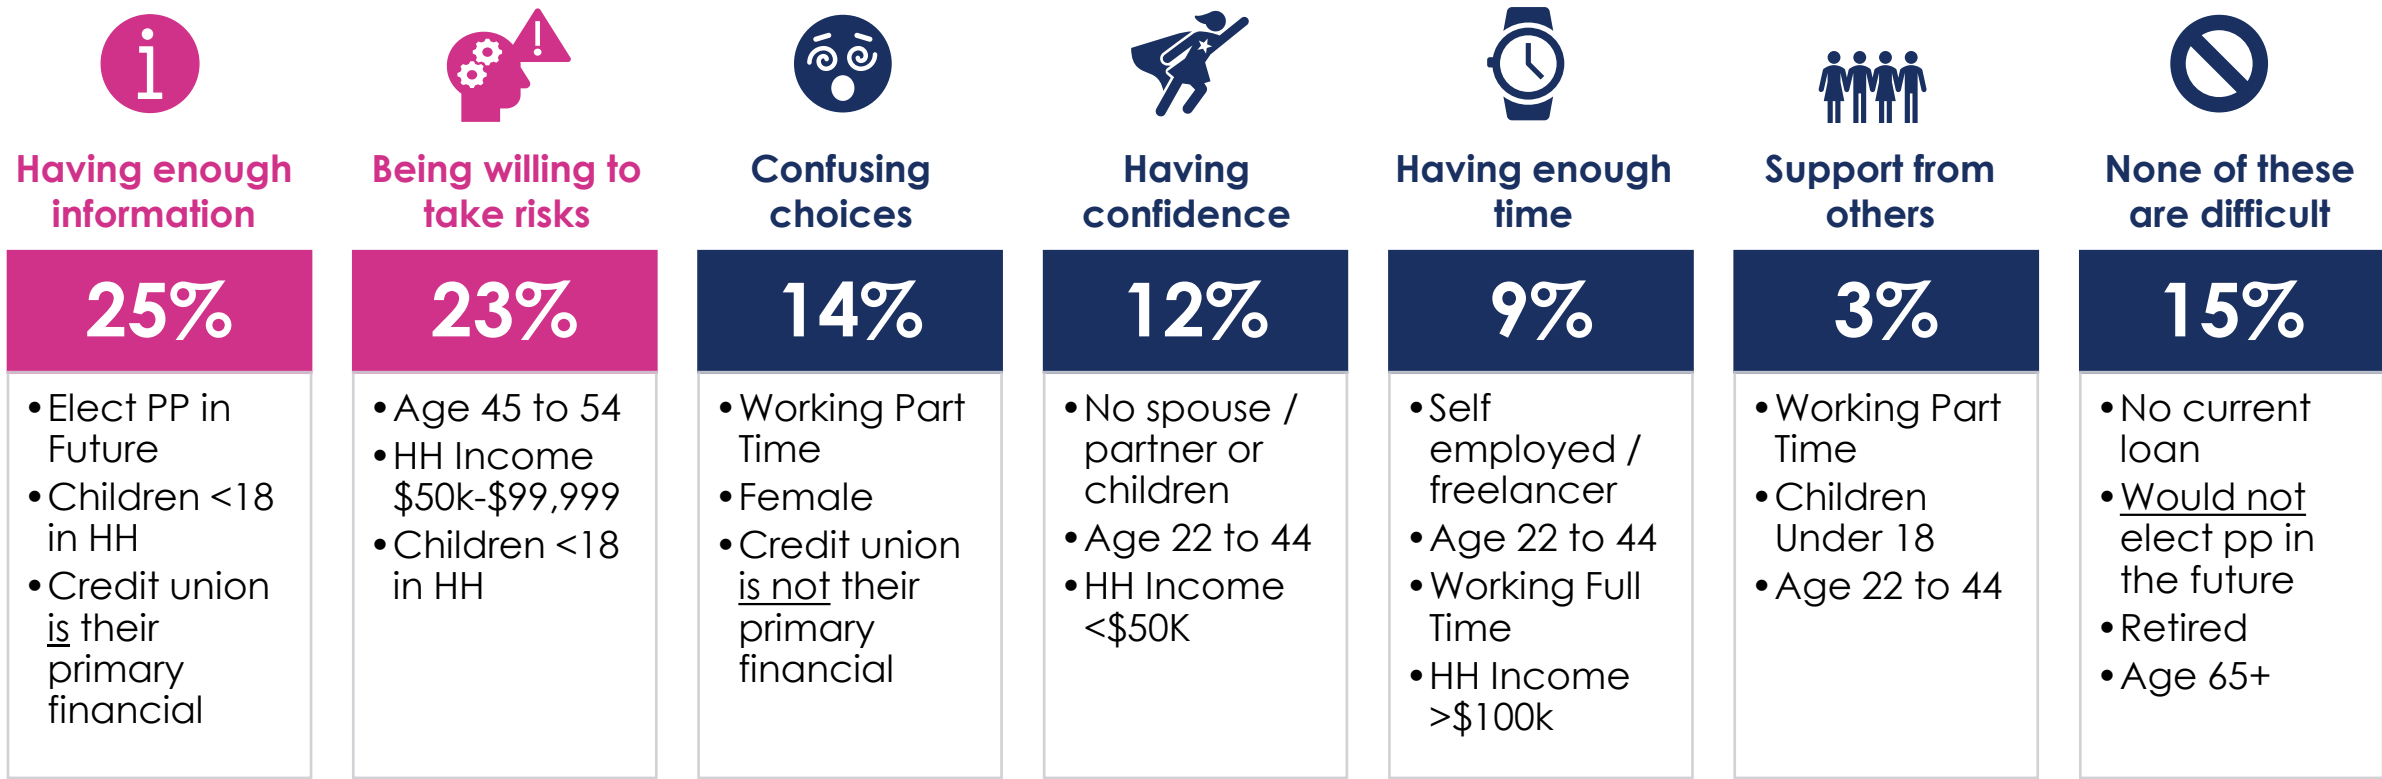 Having enough
information
25%
•Elect PP in
Future
•Children <18
in HH
•Credit union
is their
primary
financial
Being willing to
take risks
23%
•Age 45 to 54
•HH Income
$50k-$99,999
•Children <18
in HH
Confusing
choices
14%
•Working Part
Time
•Female
•Credit union
is not their
primary
financial
Having
confidence
12%
•No spouse /
partner or
children
•Age 22 to 44
•HH Income
<$50K
Having enough
time
9%
•Self
employed /
freelancer
•Age 22 to 44
•Working Full
Time
•HH Income
>$100k
Support from
others
3%
•Working Part
Time
•Children
Under 18
•Age 22 to 44
None of these
are difficult
15%
•No current
loan
•Would not
elect pp in
the future
•Retired
•Age 65+